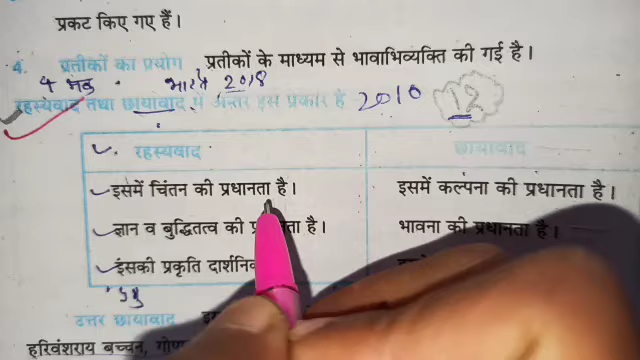 प्रकट किए गए हैं।
4. प्रतीकों का प्रयोग प्रतीकों के माध्यम से भावाभिव्यक्ति की गई है।
2018
रहस्यवाद तथा छायावाद में अन्तर इस प्रकार है 2010 12
रहस्यवाद छायावाद
इसमें चिंतन की प्रधानता है। इसमें कल्पना की प्रधानता है।
ज्ञान व बुद्धितत्व की है। भावना की प्रधानता है।
इसकी प्रकृति
उत्तर छायावाद
हरिवंशराय बच्चन,